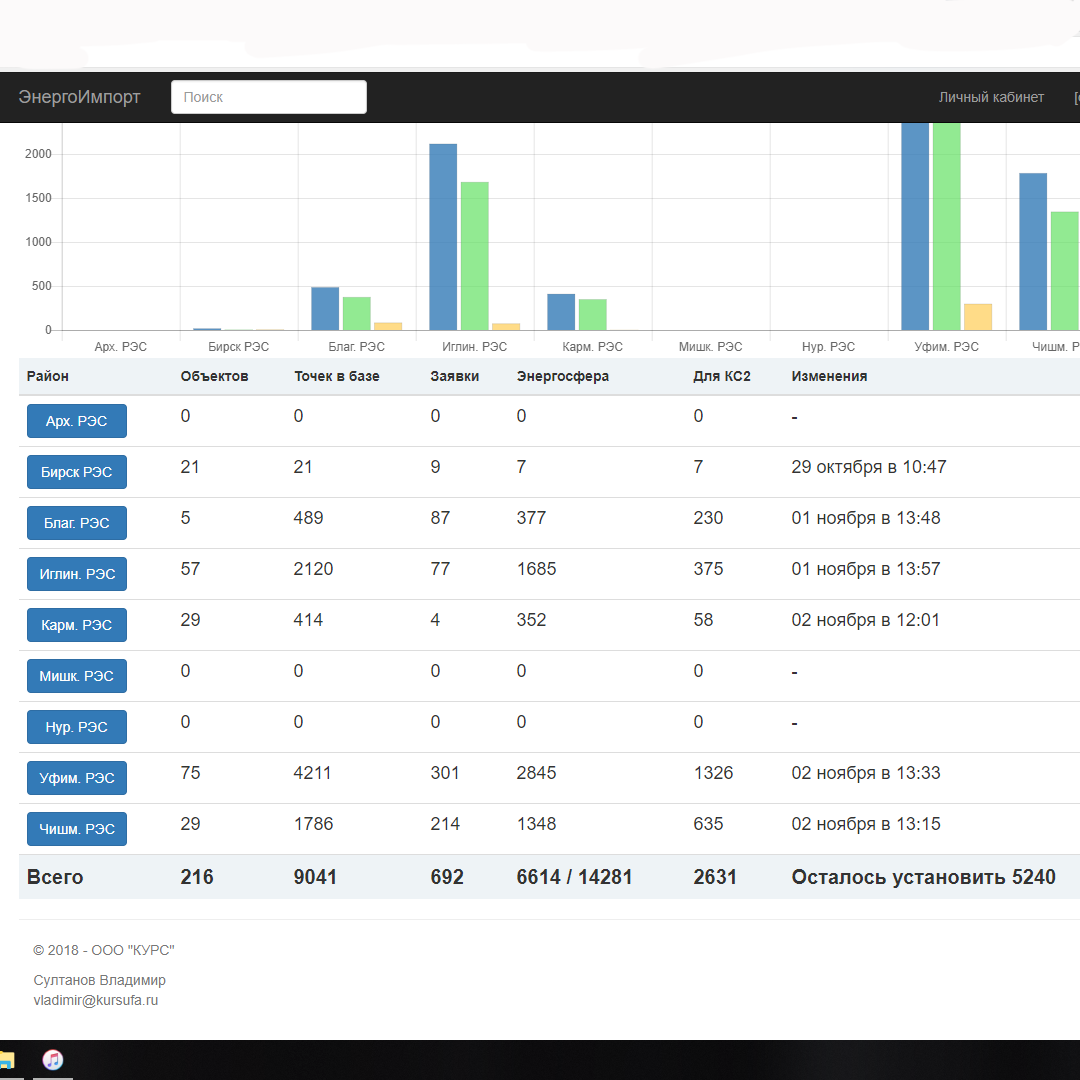 ЭнергоИмпорт Поиск Личный кабинет
2000
1500
1000
500
0
Арх. РЭС Бирск РЭС Благ. РЭС Иглин. РЭС Карм. РЭС Мишк. РЭС Нур. РЭС Уфим. РЭС Чишм. Р
Район Объектов Точек в базе Заявки Энергосфера Для КС2 Изменения
Арх. РЭС 0 0 0 0 0 -
Бирск РЭС 21 21 9 7 7 29 октября в 10:47
Благ. РЭС 5 489 87 377 230 01 ноября в 13:48
Иглин. РЭС 57 2120 77 1685 375 01 ноября в 13:57
Карм. РЭС 29 414 4 352 58 02 ноября в 12:01
Мишк. РЭС 0 0 0 0 0 -
Нур. РЭС 0 0 0 0 0 -
Уфим. РЭС 75 4211 301 2845 1326 02 ноября в 13:33
Чишм. РЭС 29 1786 214 1348 635 02 ноября в 13:15
Всего 216 9041 692 6614 / 14281 2631 Осталось установить 5240
© 2018 - ООО "КУРС"
Султанов Владимир
vladimir@kursufa.ru